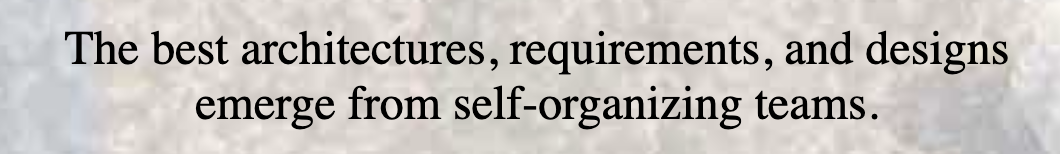 The best architectures, requirements, and designs
emerge from self-organizing teams.